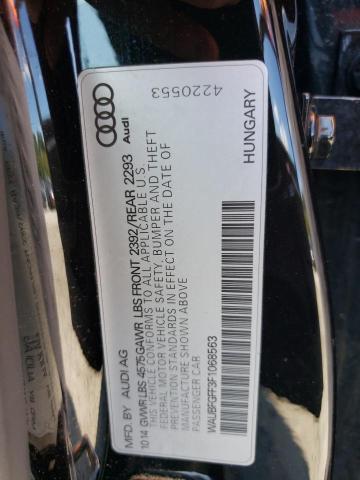 4220553
Audi
MFD. BY AUDI AG
10 14 GVWR LBS 4575 GAWR LBS FRONT 2392/REAR 2293
THIS VEHICLE CONFORMS TO ALL APPLICABLE U.S.
FEDERAL MOTOR VEHICLE SAFETY, BUMPER AND THEFT
PREVENTION STANDARDS IN EFFECT ON THE DATE OF
MANUFACTURE SHOWN ABOVE
PASSENGER CAR
WAUBFGFF3F1068563 HUNGARY